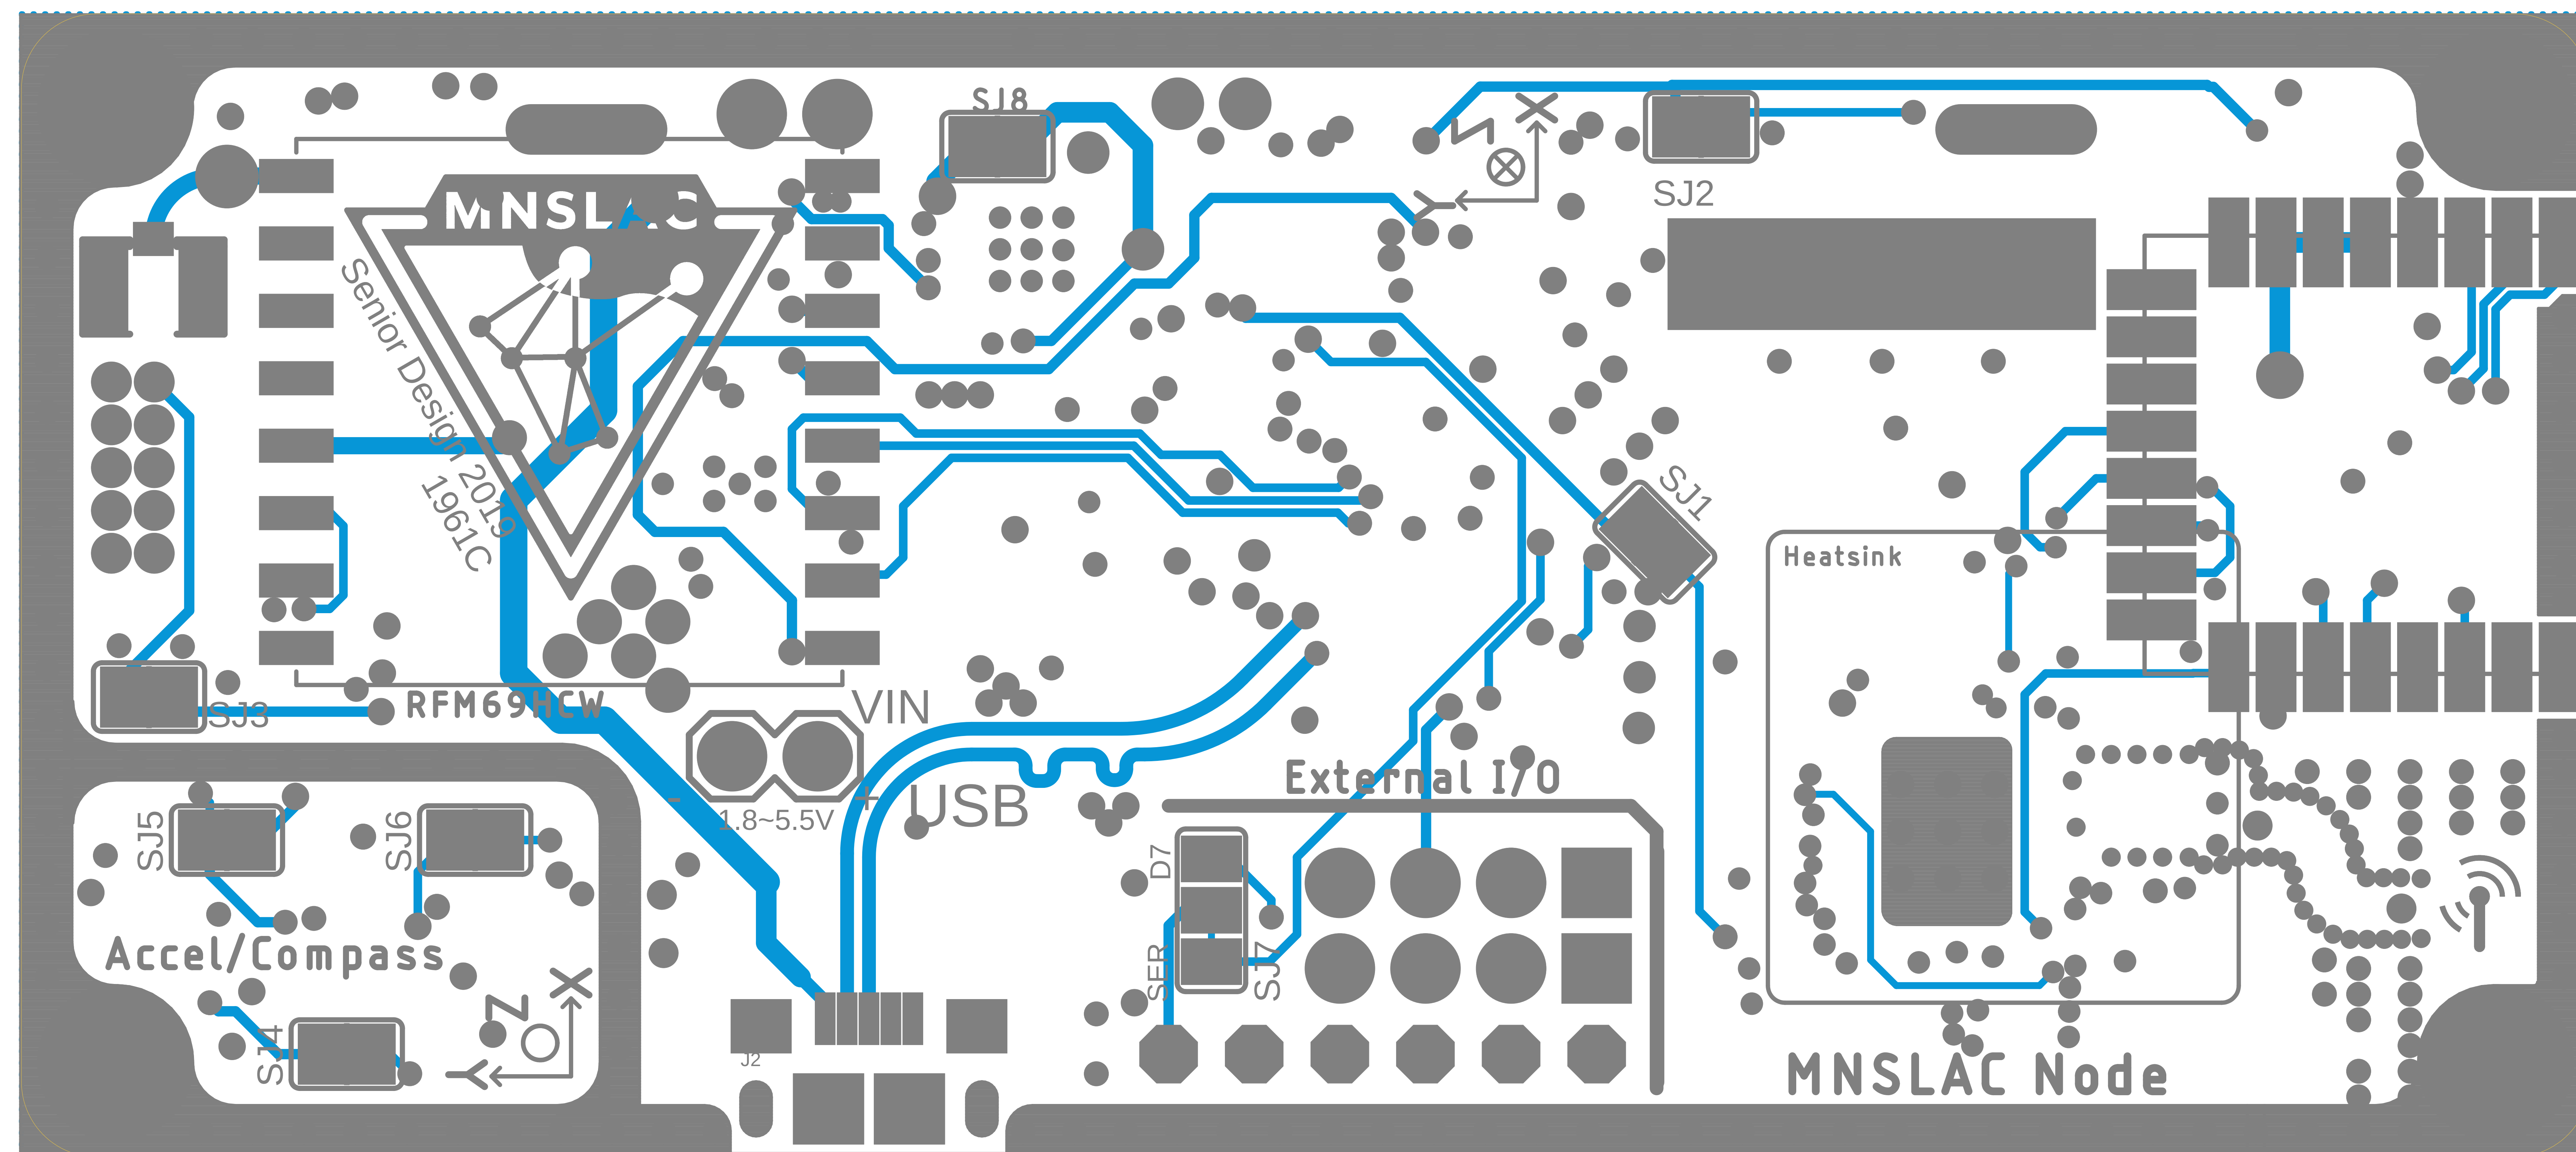 SJ8
X
Z
Y
SJ2
MNSLAC
Senior Design 2019
1961C
SJ1
Heatsink
SJ3
RFM69HCW
VIN
-
+
1.8~5.5V
USB
External I/O
SJ5
SJ6
D7
SER
SJ7
Accel/Compass
X
Z
Y
SJ4
J2
MNSLAC Node